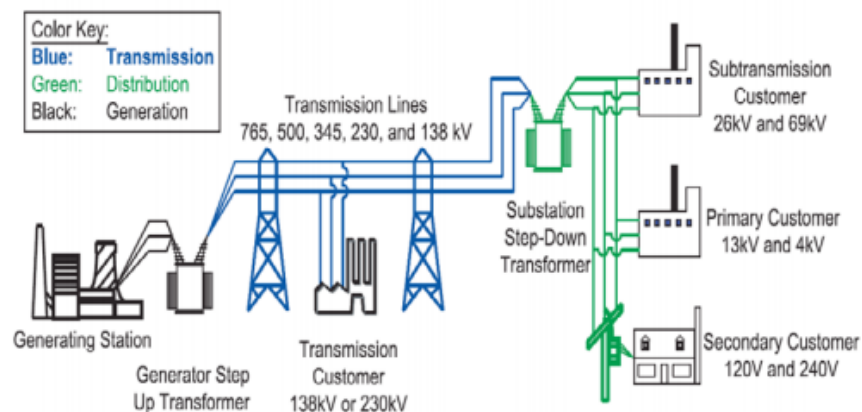 Color Key:
Blue: Transmission
Green: Distribution
Black: Generation
Transmission Lines
765, 500, 345, 230, and 138 kV
Subtransmission
Customer
26kV and 69kV
Substation
Step-Down
Transformer
Primary Customer
13kV and 4kV
Generating Station
Generator Step
Up Transformer
Transmission
Customer
138kV or 230kV
Secondary Customer
120V and 240V